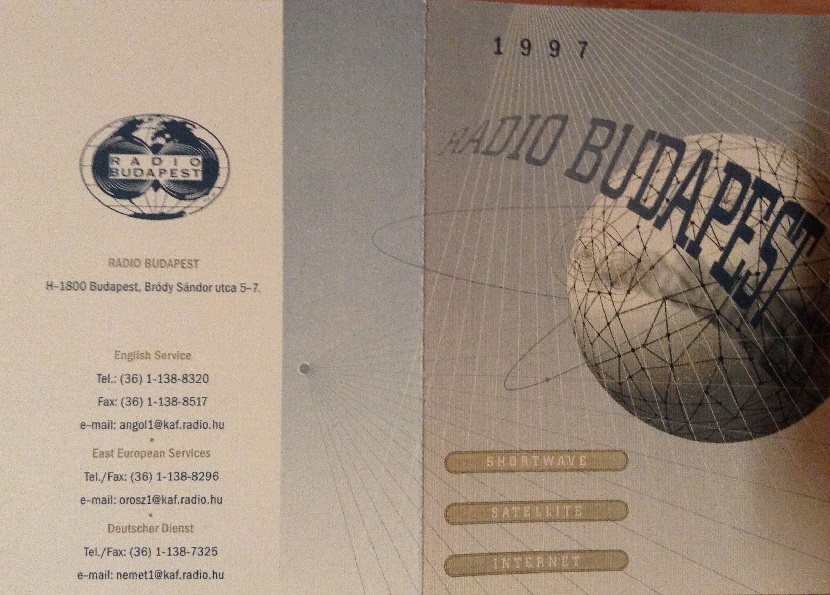 RADIO
BUDAPEST
RADIO BUDAPEST
H-1800 Budapest, Bródy Sándor utca 5-7.
English Service
Tel.: (36) 1-138-8320
Fax: (36) 1-138-8517
e-mail: angol1@kaf.radio.hu
East European Services
Tel./Fax: (36) 1-138-8296
e-mail: orosz1@kaf.radio.hu
Deutscher Dienst
Tel./Fax: (36) 1-138-7325
e-mail: nemet1@kaf.radio.hu
1997
RADIO BUDAPEST
SHORTWAVE
SATELLITE
INTERNET